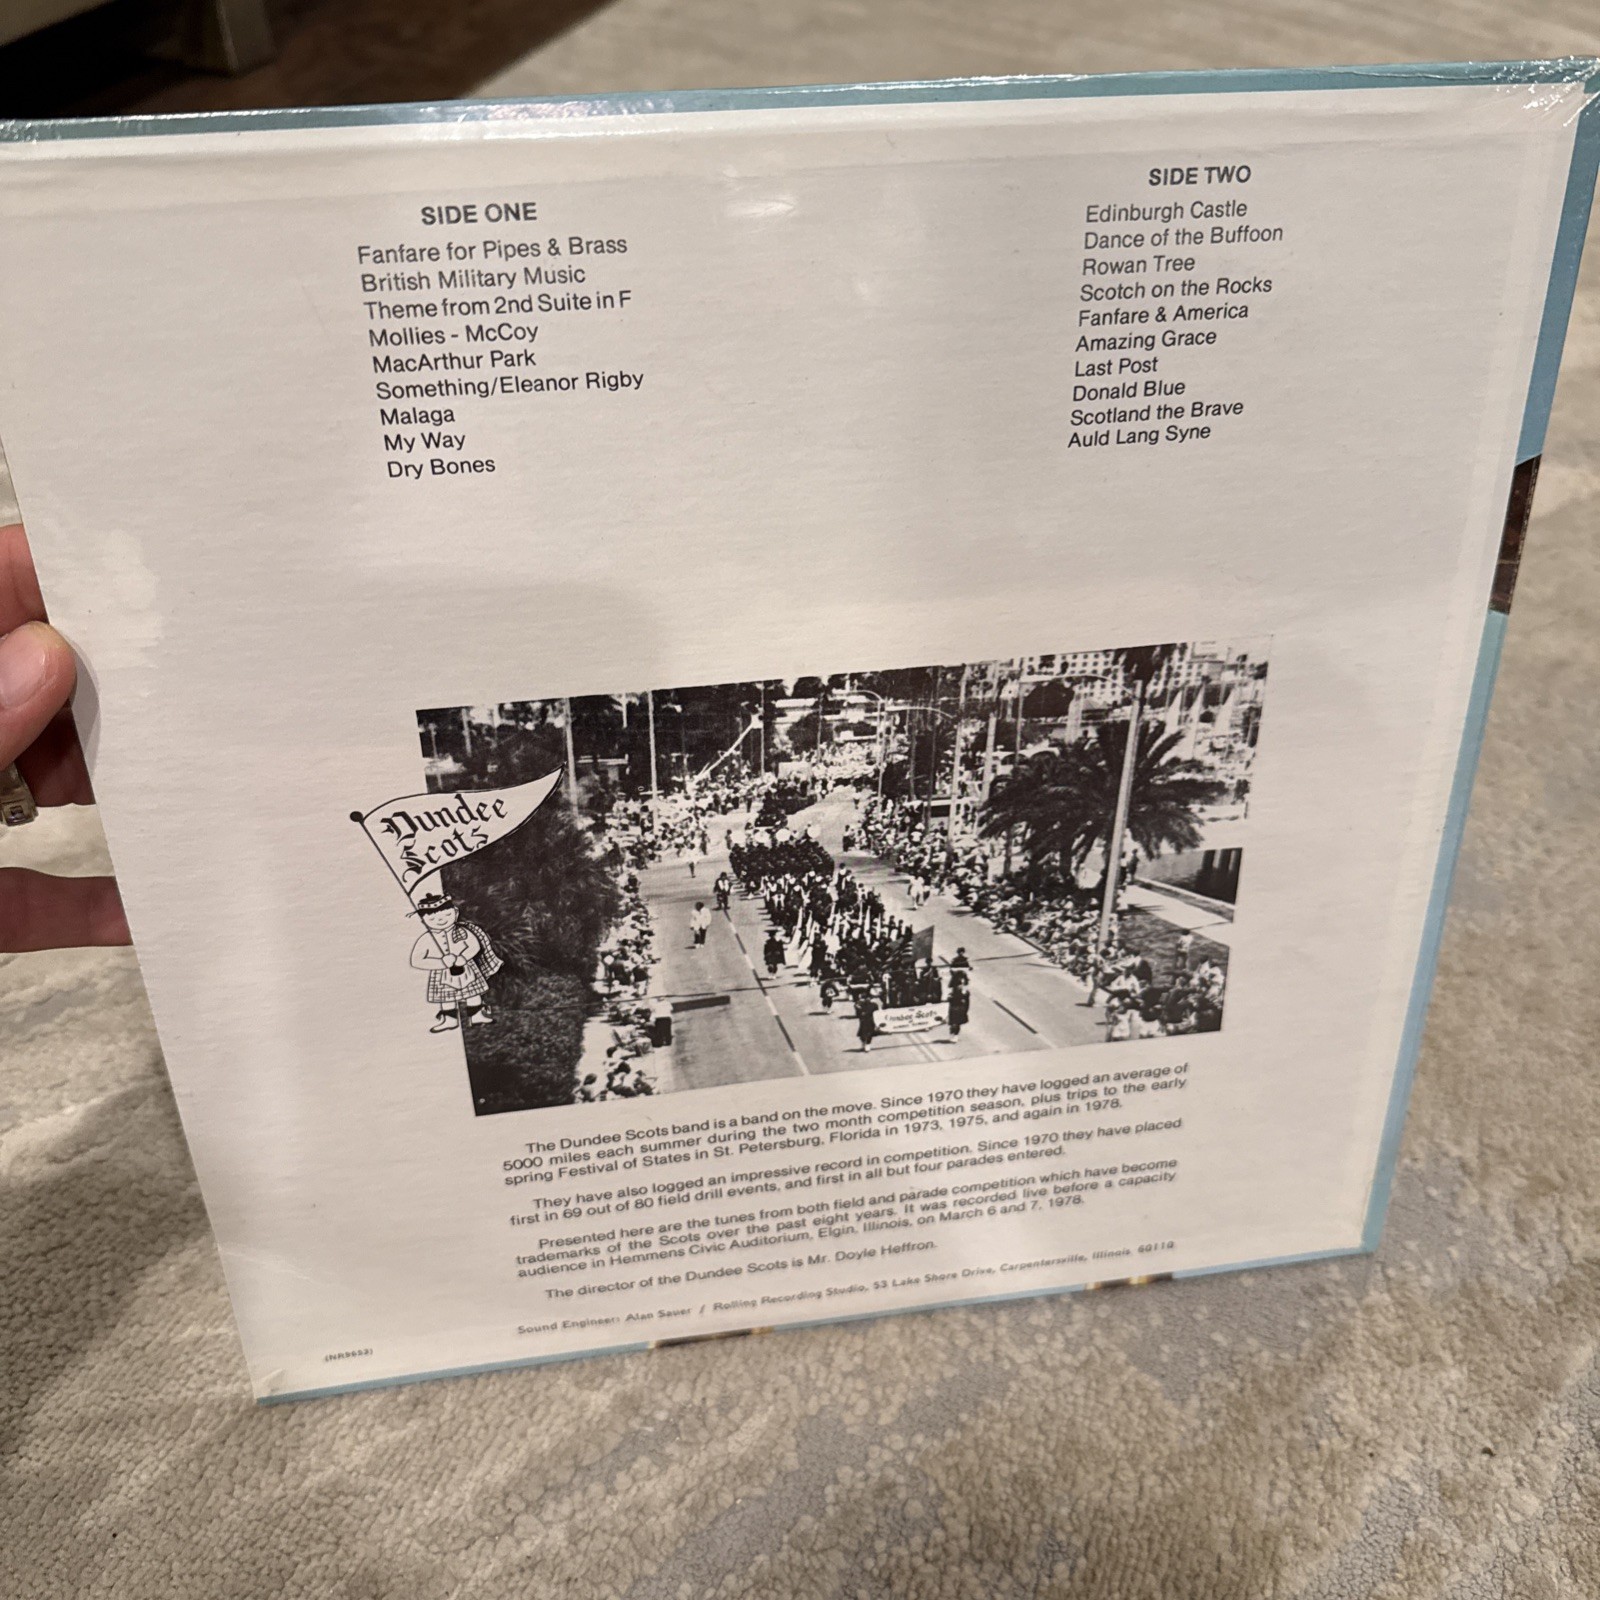 SIDE ONE
Fanfare for Pipes & Brass
British Military Music
Theme from 2nd Suite in F
Mollies - McCoy
MacArthur Park
Something/Eleanor Rigby
Malaga
My Way
Dry Bones
SIDE TWO
Edinburgh Castle
Dance of the Buffoon
Rowan Tree
Scotch on the Rocks
Fanfare & America
Amazing Grace
Last Post
Donald Blue
Scotland the Brave
Auld Lang Syne
Dundee
Scots
Dundee Scots
The Dundee Scots band is a band on the move. Since 1970 they have logged an average of
5000 miles each summer during the two month competition season, plus trips to the early
spring Festival of States in St. Petersburg, Florida in 1973, 1975, and again in 1978.
They have also logged an impressive record in competition. Since 1970 they have placed
first in 69 out of 80 field drill events, and first in all but four parades entered.
Presented here are the tunes from both field and parade competition which have become
trademarks of the Scots over the past eight years. It was recorded live before a capacity
audience in Hemmens Civic Auditorium, Elgin, Illinois, on March 6 and 7, 1978.
The director of the Dundee Scots is Mr. Doyle Heffron.
Sound Engineer: Alan Sauer / Rolling Recording Studio, 53 Lake Shore Drive, Carpentersville, Illinois 60110